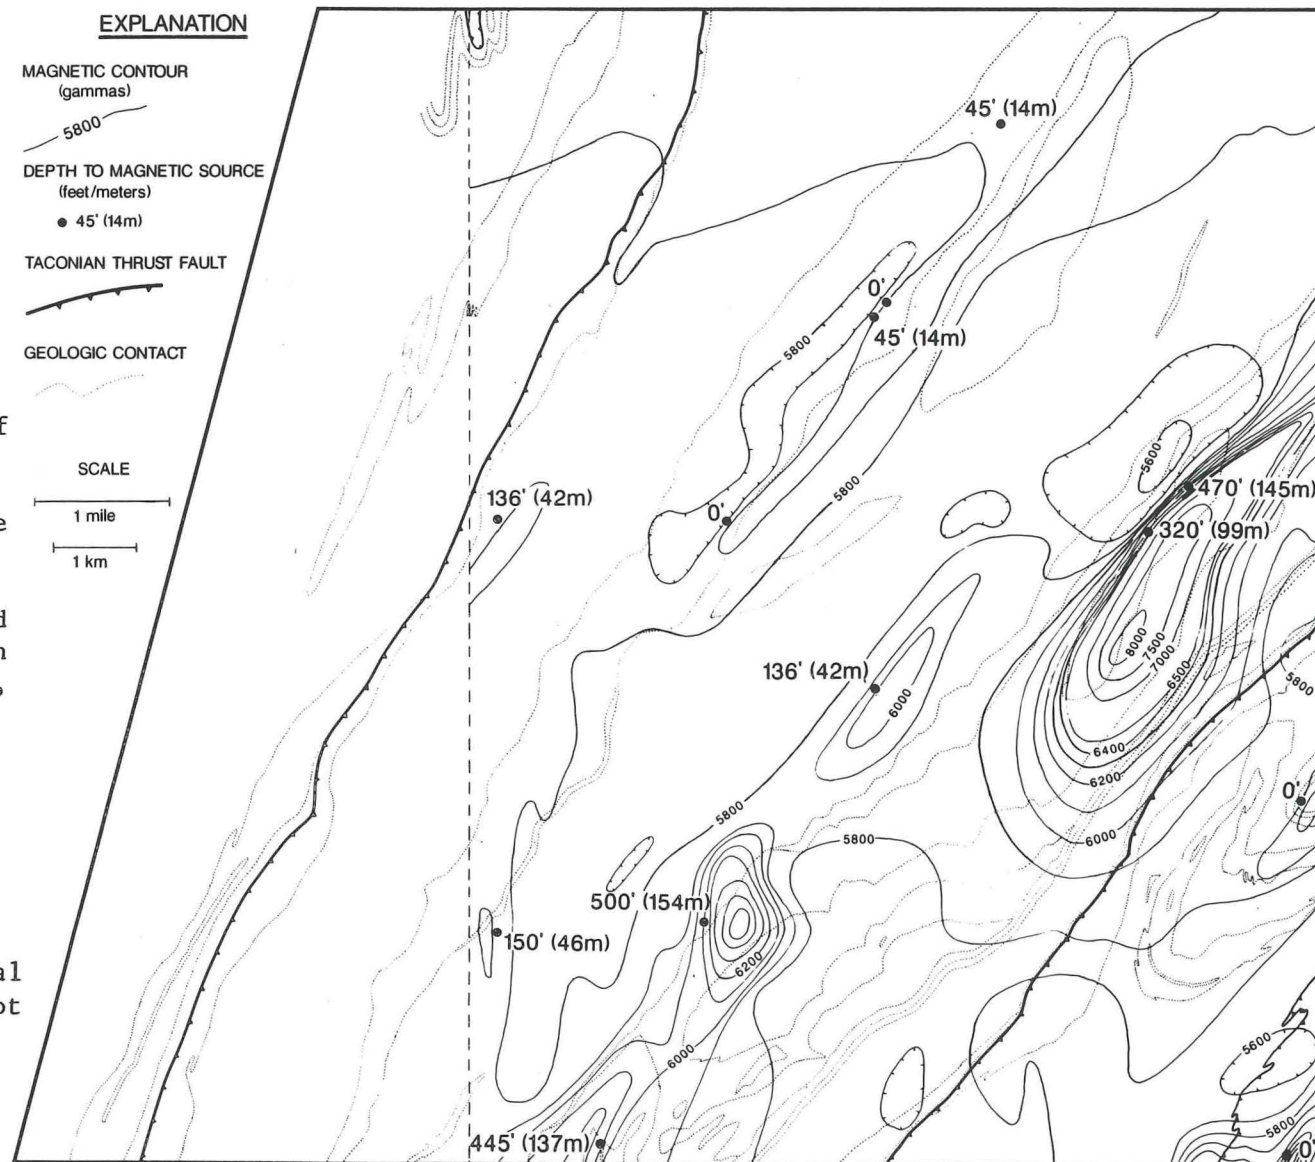 EXPLANATION
MAGNETIC CONTOUR
(gammas)
5800
DEPTH TO MAGNETIC SOURCE
(feet/meters)
45' (14m)
TACONIAN THRUST FAULT
GEOLOGIC CONTACT
SCALE
1 mile
1 km
f
e
d
n
,
al
ot
45' (14m)
0'
45' (14m)
5800
5600
5800
470' (145m)
136' (42m)
0'
320' (99m)
8000
7500
7000
6500
136' (42m)
6000
5800
6400
6200
0'
5800
5800
6000
500' (154m)
150' (46m)
6200
5600
6000
5800
445' (137m)
0'